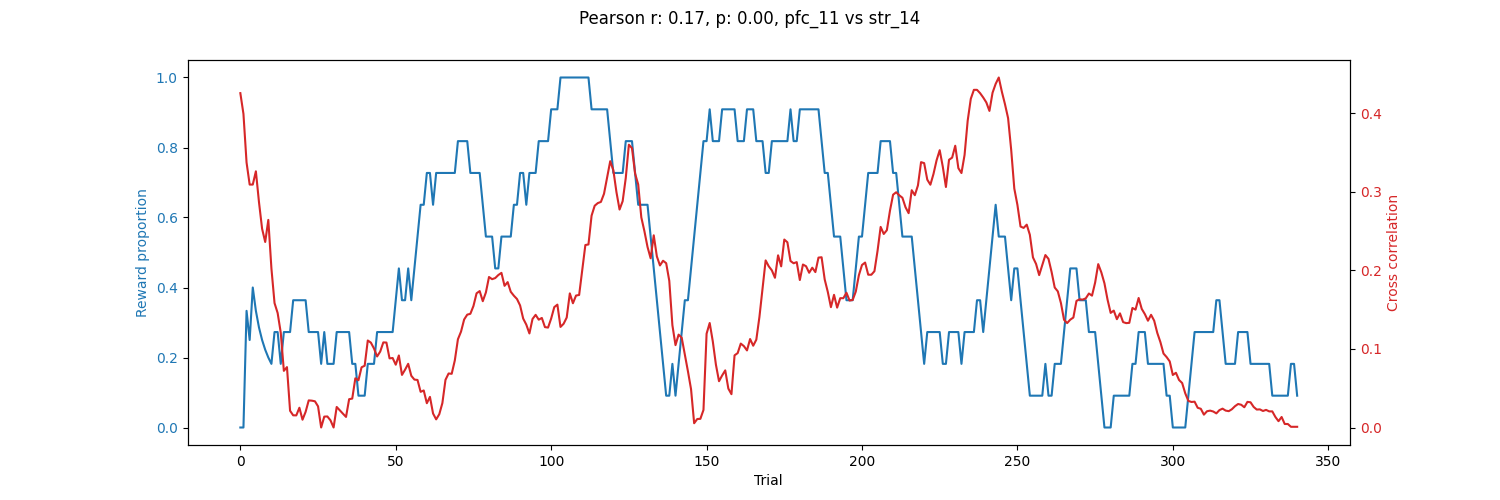 Pearson r: 0.17, p: 0.00, pfc_11 vs str_14
1.0
0.8
0.6
0.4
0.2
0.0
Reward proportion
0.4
0.3
0.2
0.1
0.0
Cross correlation
0 50 100 150 200 250 300 350
Trial